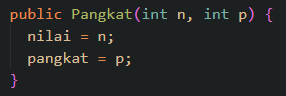 public Pangkat(int n, int p) {
  nilai = n;
  pangkat = p;
}